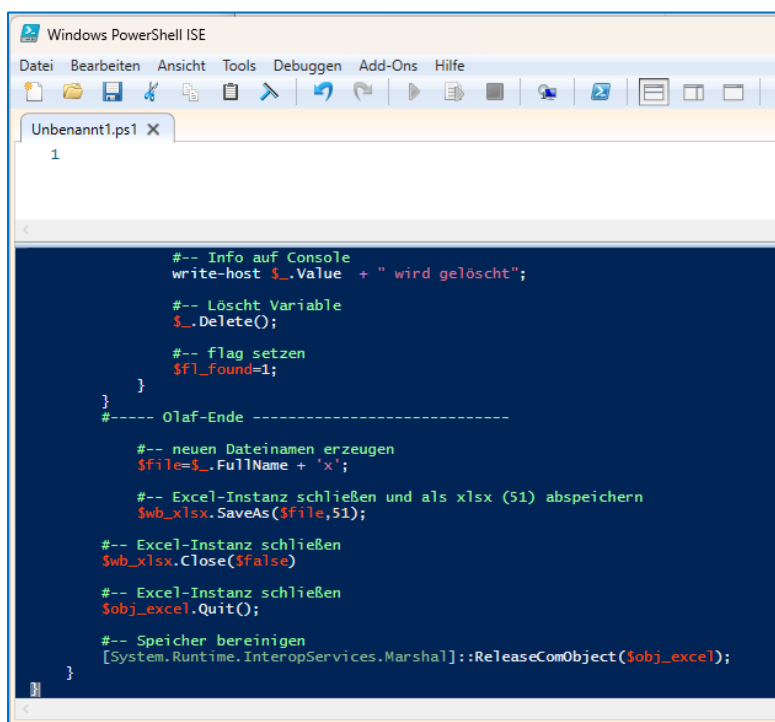 Windows PowerShell ISE
Datei Bearbeiten Ansicht Tools Debuggen Add-Ons Hilfe
Unbenannt1.ps1 X
1
#-- Info auf Console
write-host $_.Value  + " wird gelöscht";
#-- Löscht Variable
$_.Delete();
#-- flag setzen
$fl_found=1;
}
}
#----- Olaf-Ende -----------------------------
#-- neuen Dateinamen erzeugen
$file=$_.FullName + 'x';
#-- Excel-Instanz schließen und als xlsx (51) abspeichern
$wb_xlsx.SaveAs($file,51);
#-- Excel-Instanz schließen
$wb_xlsx.Close($false)
#-- Excel-Instanz schließen
$obj_excel.Quit();
#-- Speicher bereinigen
[System.Runtime.InteropServices.Marshal]::ReleaseComObject($obj_excel);
}
}